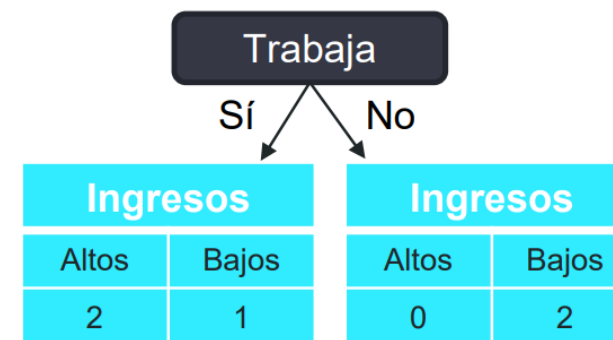 Trabaja
Sí No
Ingresos Ingresos
Altos Bajos Altos Bajos
2 1 0 2